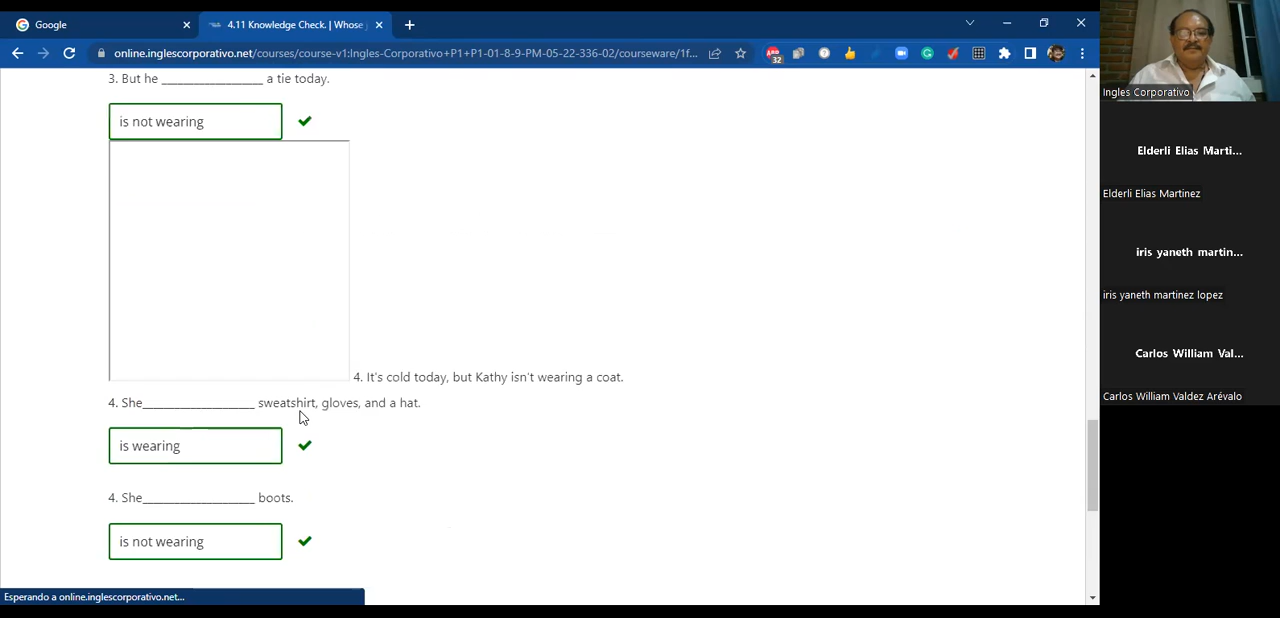 Google
4.11 Knowledge Check. | Whose j
online.inglescorporativo.net/courses/course-v1:Ingles-Corporativo+P1+P1-01-8-9-PM-05-22-336-02/courseware/1f...
32
3. But he ____________________ a tie today.
is not wearing
4. It's cold today, but Kathy isn't wearing a coat.
4. She_____________________ sweatshirt, gloves, and a hat.
is wearing
4. She_____________________ boots.
is not wearing
Esperando a online.inglescorporativo.net...
Ingles Corporativo
Elderli Elias Marti...
Elderli Elias Martinez
iris yaneth martin...
iris yaneth martinez lopez
Carlos William Val...
Carlos William Valdez Arévalo